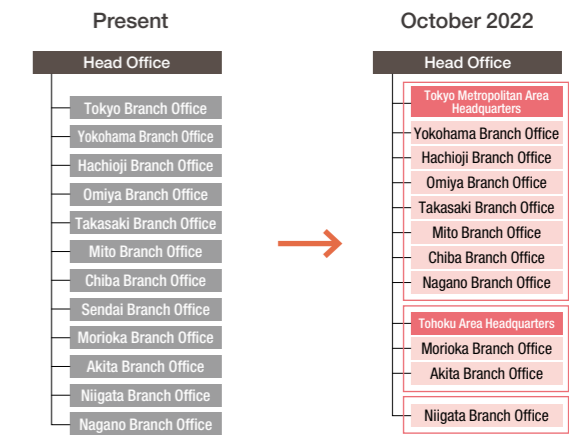 Present
Head Office
Tokyo Branch Office
Yokohama Branch Office
Hachioji Branch Office
Omiya Branch Office
Takasaki Branch Office
Mito Branch Office
Chiba Branch Office
Sendai Branch Office
Morioka Branch Office
Akita Branch Office
Niigata Branch Office
Nagano Branch Office
October 2022
Head Office
Tokyo Metropolitan Area
Headquarters
Yokohama Branch Office
Hachioji Branch Office
Omiya Branch Office
Takasaki Branch Office
Mito Branch Office
Chiba Branch Office
Nagano Branch Office
Tohoku Area Headquarters
Morioka Branch Office
Akita Branch Office
Niigata Branch Office